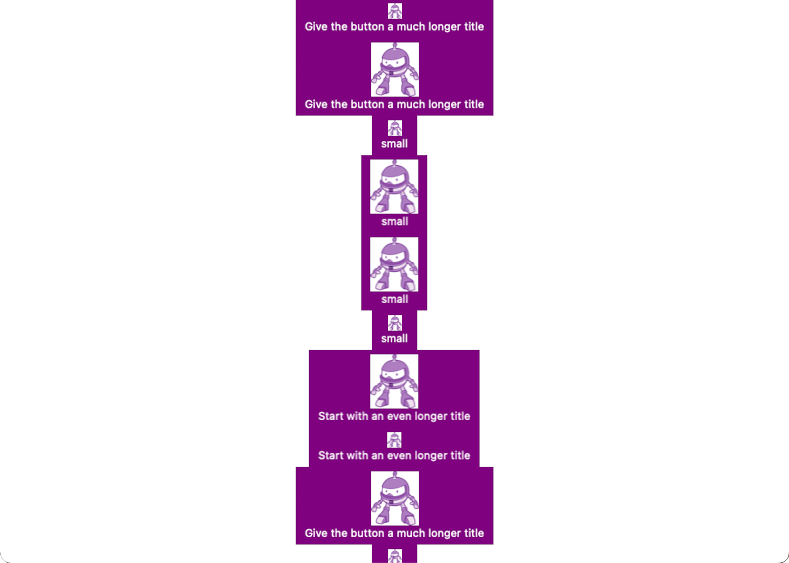 Give the button a much longer title
Give the button a much longer title
small
small
small
small
Start with an even longer title
Start with an even longer title
Give the button a much longer title